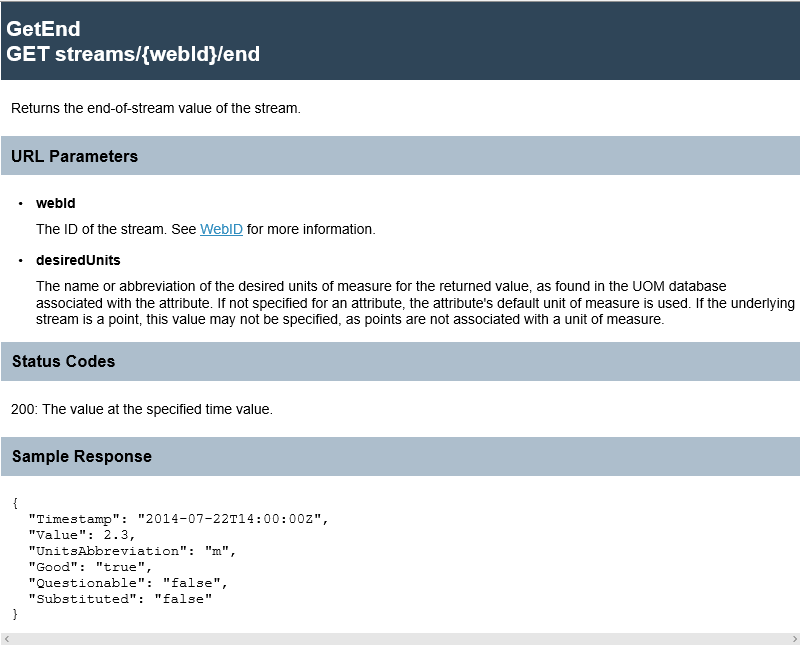 GetEnd
GET streams/{webId}/end
Returns the end-of-stream value of the stream.
URL Parameters
• webId
The ID of the stream. See WebID for more information.
• desiredUnits
The name or abbreviation of the desired units of measure for the returned value, as found in the UOM database
associated with the attribute. If not specified for an attribute, the attribute's default unit of measure is used. If the underlying
stream is a point, this value may not be specified, as points are not associated with a unit of measure.
Status Codes
200: The value at the specified time value.
Sample Response
{
  "Timestamp": "2014-07-22T14:00:00Z",
  "Value": 2.3,
  "UnitsAbbreviation": "m",
  "Good": "true",
  "Questionable": "false",
  "Substituted": "false"
}